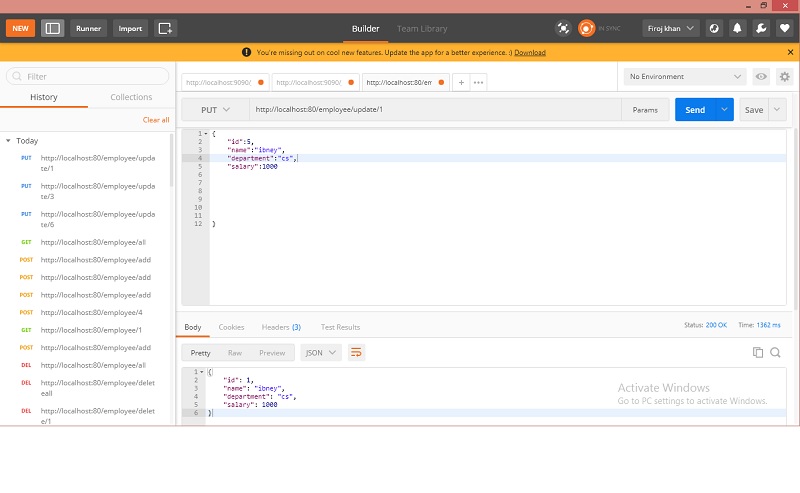 NEW Runner Import Builder Team Library IN SYNC Firoj khan
You're missing out on cool new features. Update the app for a better experience. :) Download
Filter
History Collections
Clear all
Today
PUT http://localhost:80/employee/upda
te/1
PUT http://localhost:80/employee/upda
te/3
PUT http://localhost:80/employee/upda
te/6
GET http://localhost:80/employee/all
POST http://localhost:80/employee/add
POST http://localhost:80/employee/add
POST http://localhost:80/employee/add
POST http://localhost:80/employee/4
GET http://localhost:80/employee/1
POST http://localhost:80/employee/add
DEL http://localhost:80/employee/all
DEL http://localhost:80/employee/delet
eall
DEL http://localhost:80/employee/delet
e/1
http://localhost:9090/ http://localhost:9090/ http://localhost:80/em + ••• No Environment
PUT http://localhost:80/employee/update/1 Params Send Save
1 {
2 "id":5,
3 "name":"ibney",
4 "department":"cs",
5 "salary":1000
6
7
8
9
10
11
12 }
Body Cookies Headers (3) Test Results Status: 200 OK Time: 1362 ms
Pretty Raw Preview JSON
1 {
2 "id": 1,
3 "name": "ibney",
4 "department": "cs",
5 "salary": 1000
6 }
Activate Windows
Go to PC settings to activate Windows.